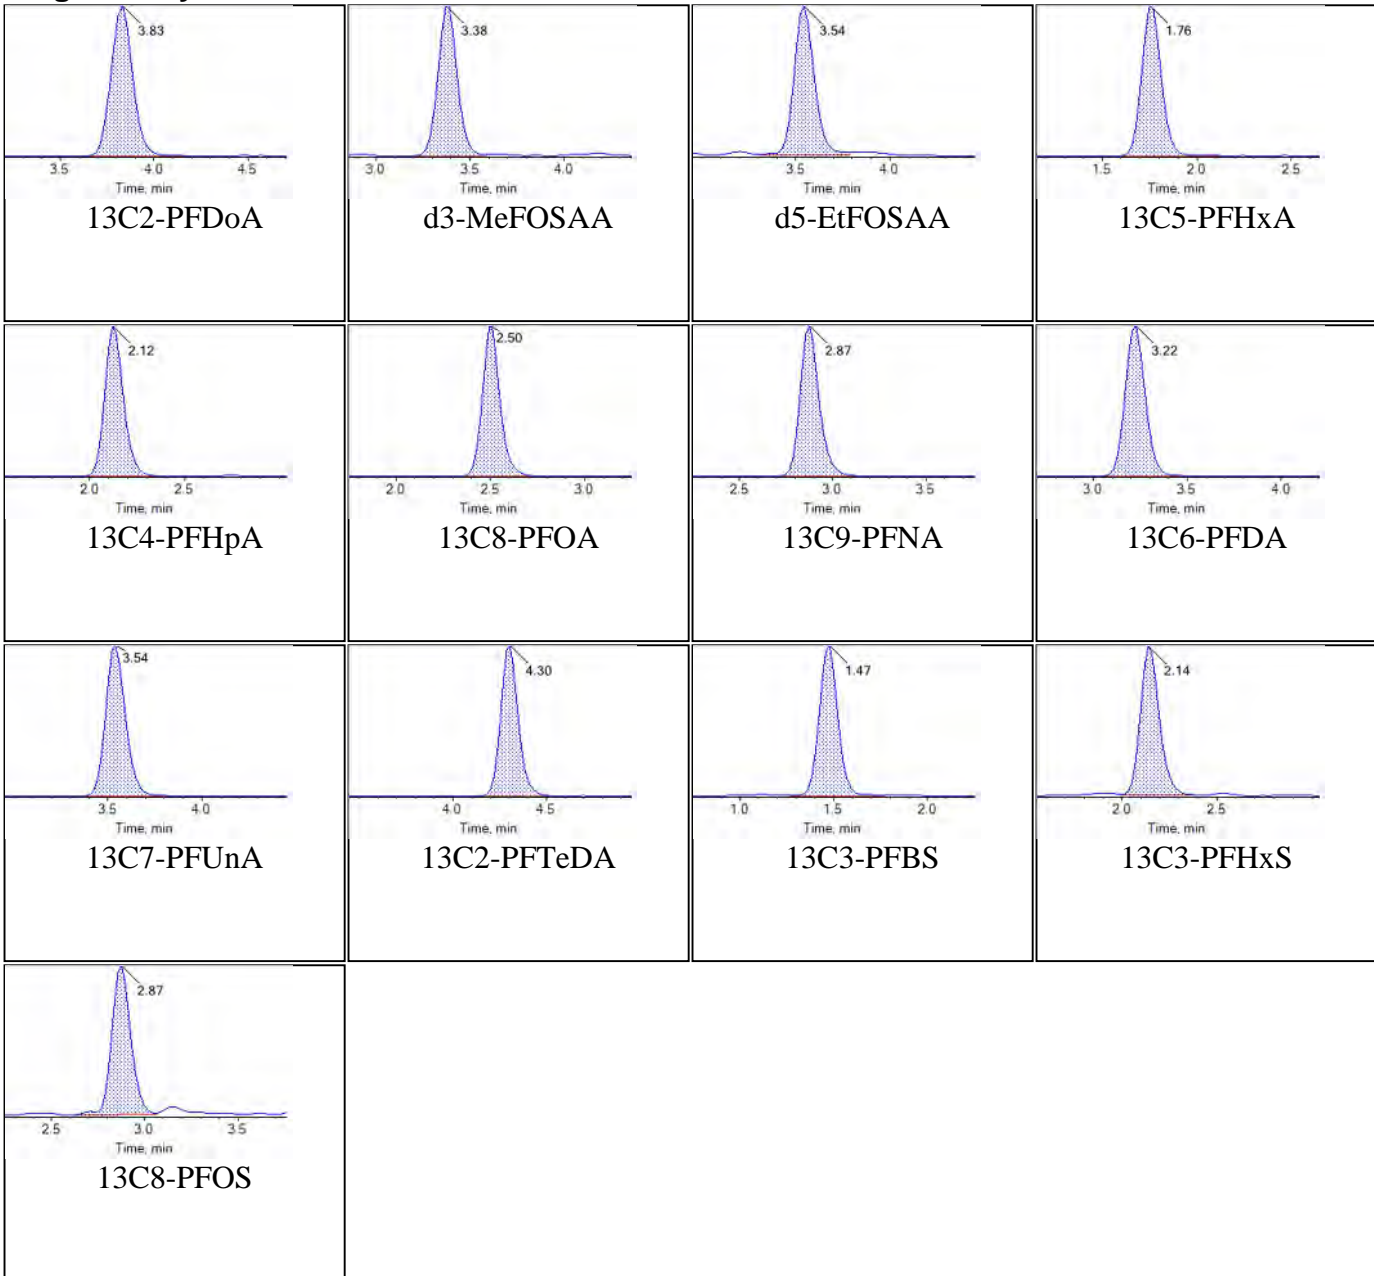 3.83
3.5 4.0 4.5
Time, min
13C2-PFDoA
3.38
3.0 3.5 4.0
Time, min
d3-MeFOSAA
3.54
3.5 4.0
Time, min
d5-EtFOSAA
1.76
1.5 2.0 2.5
Time, min
13C5-PFHxA
2.12
2.0 2.5
Time, min
13C4-PFHpA
2.50
2.0 2.5 3.0
Time, min
13C8-PFOA
2.87
2.5 3.0 3.5
Time, min
13C9-PFNA
3.22
3.0 3.5 4.0
Time, min
13C6-PFDA
3.54
3.5 4.0
Time, min
13C7-PFUnA
4.30
4.0 4.5
Time, min
13C2-PFTeDA
1.47
1.0 1.5 2.0
Time, min
13C3-PFBS
2.14
2.0 2.5
Time, min
13C3-PFHxS
2.87
2.5 3.0 3.5
Time, min
13C8-PFOS